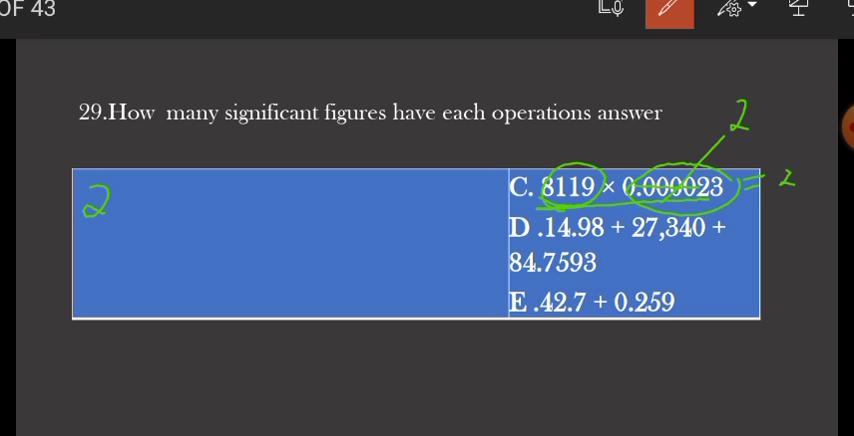 OF 43
29.How many significant figures have each operations answer
2
2
C. 8119 × 0.000023 = 2
D .14.98 + 27,340 +
84.7593
E .42.7 + 0.259